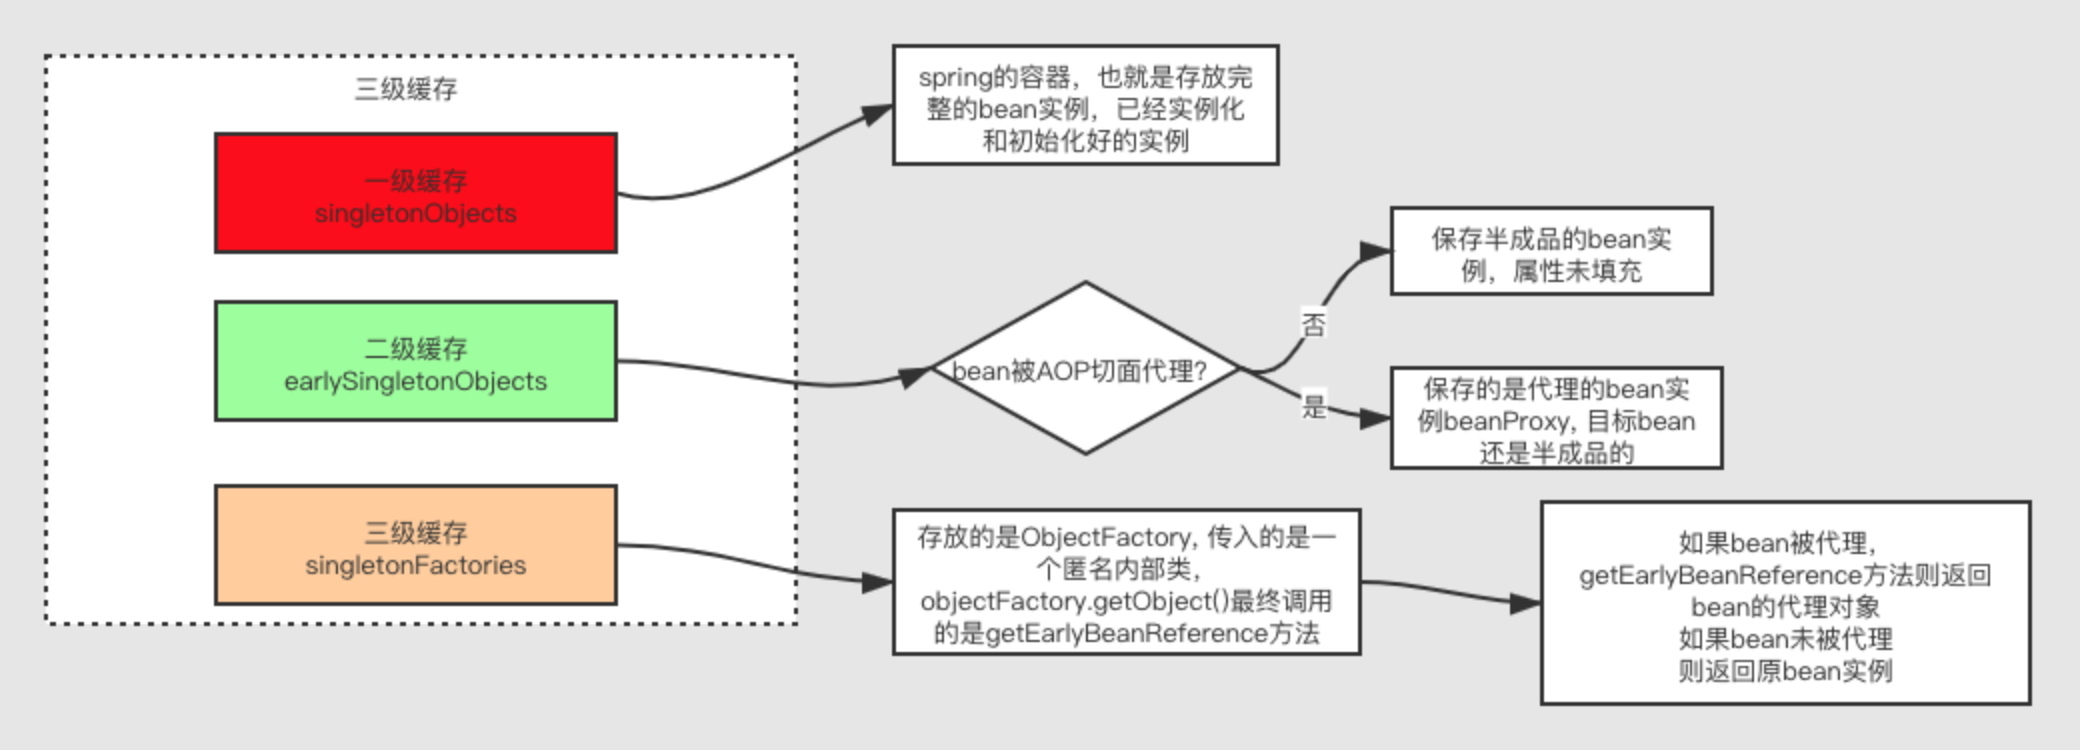 三级缓存
一级缓存
singletonObjects
spring的容器，也就是存放完
整的bean实例，已经实例化
和初始化好的实例
二级缓存
earlySingletonObjects
bean被AOP切面代理？
否
保存半成品的bean实
例，属性未填充
是
保存的是代理的bean实
例beanProxy, 目标bean
还是半成品的
三级缓存
singletonFactories
存放的是ObjectFactory, 传入的是一
个匿名内部类，
objectFactory.getObject()最终调用
的是getEarlyBeanReference方法
如果bean被代理，
getEarlyBeanReference方法则返回
bean的代理对象
如果bean未被代理
则返回原bean实例